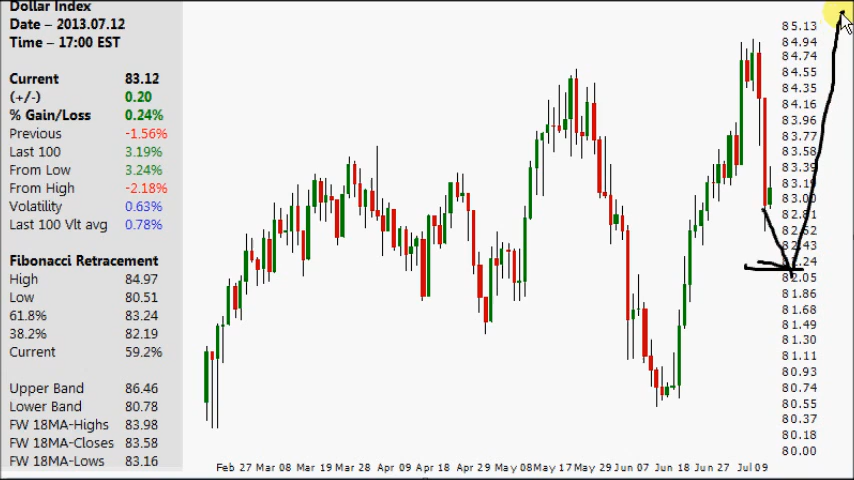 Dollar Index
Date – 2013.07.12
Time – 17:00 EST
Current 83.12
(+/-) 0.20
% Gain/Loss 0.24%
Previous -1.56%
Last 100 3.19%
From Low 3.24%
From High -2.18%
Volatility 0.63%
Last 100 Vlt avg 0.78%
Fibonacci Retracement
High 84.97
Low 80.51
61.8% 83.24
38.2% 82.19
Current 59.2%
Upper Band 86.46
Lower Band 80.78
FW 18MA-Highs 83.98
FW 18MA-Closes 83.58
FW 18MA-Lows 83.16
85.13
84.94
84.74
84.55
84.35
84.16
83.96
83.77
83.58
83.39
83.19
83.00
82.81
82.62
82.43
82.24
82.05
81.86
81.68
81.49
81.30
81.11
80.93
80.74
80.55
80.37
80.18
80.00
Feb 27 Mar 08 Mar 19 Mar 28 Apr 09 Apr 18 Apr 29 May 08 May 17 May 29 Jun 07 Jun 18 Jun 27 Jul 09